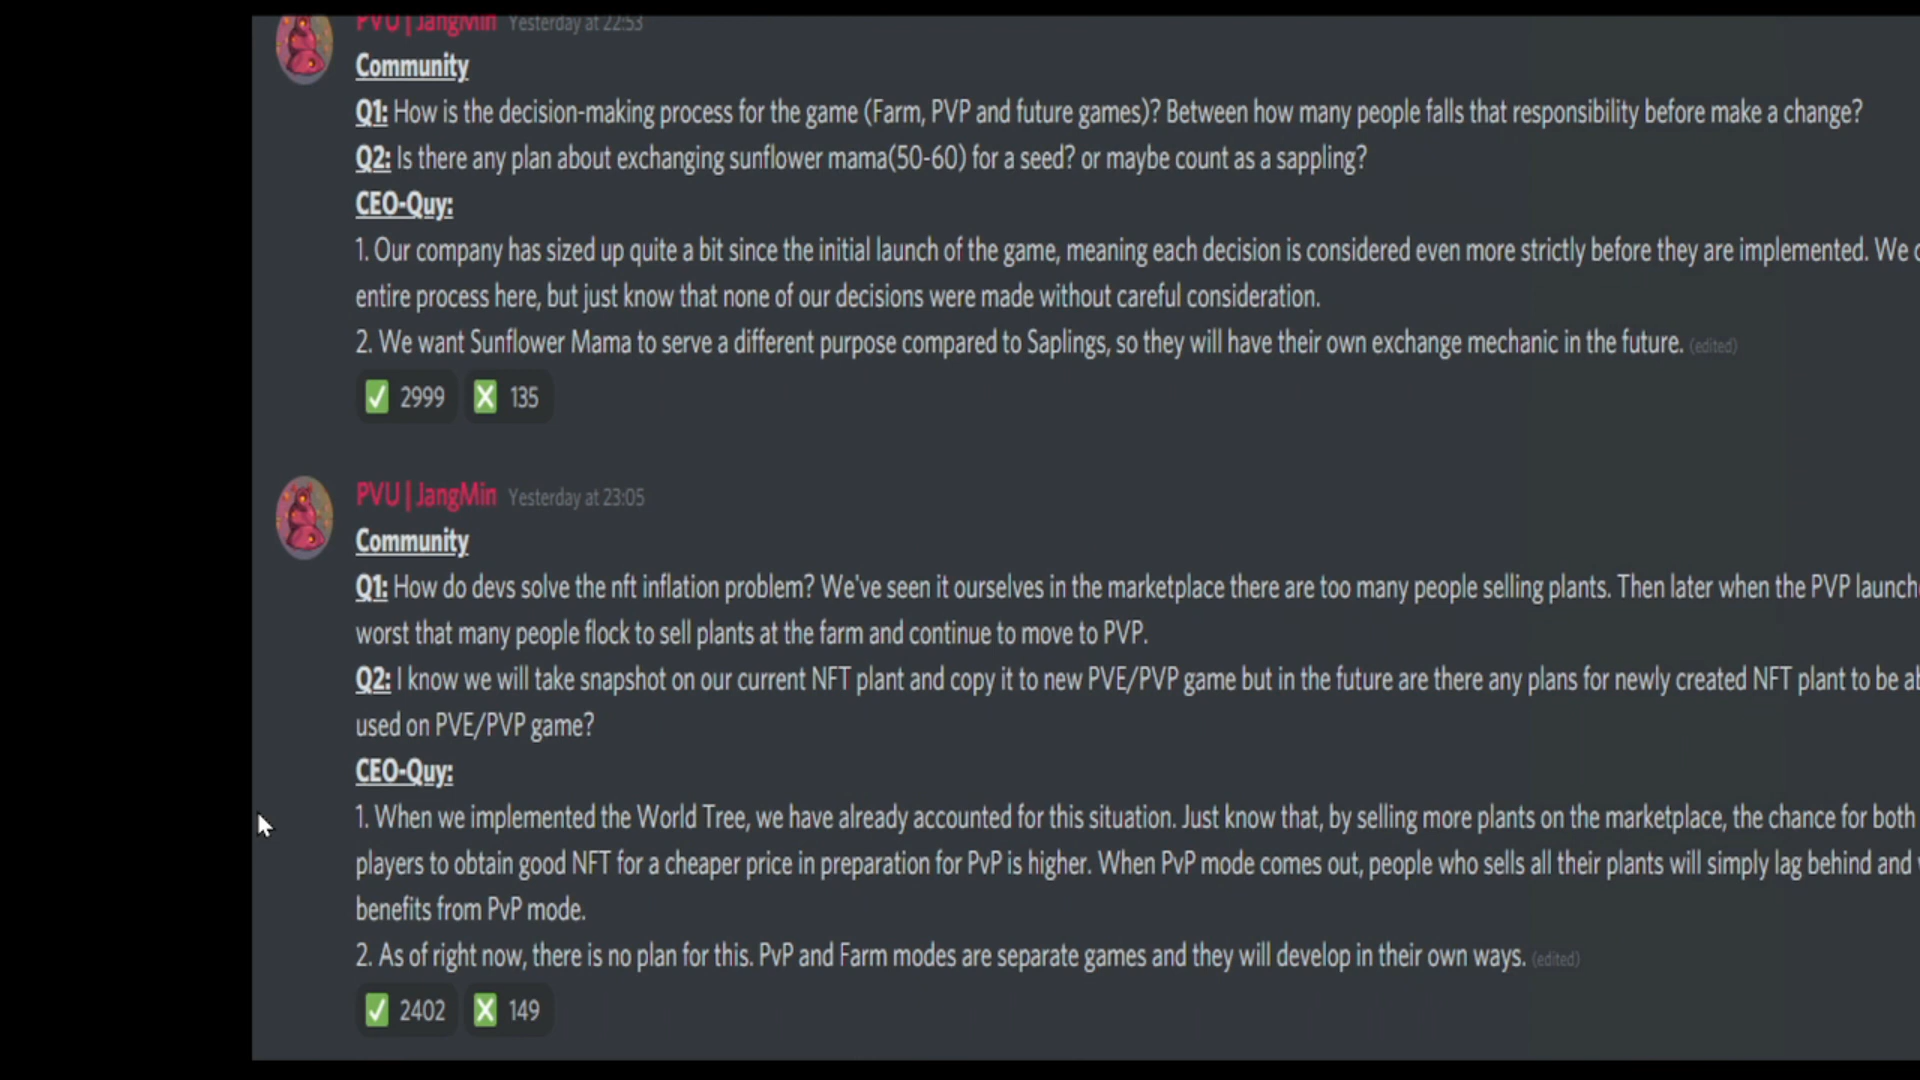 PVU | JangMin Yesterday at 22:53
Community
Q1: How is the decision-making process for the game (Farm, PVP and future games)? Between how many people falls that responsibility before make a change?
Q2: Is there any plan about exchanging sunflower mama(50-60) for a seed? or maybe count as a sappling?
CEO-Quy:
1. Our company has sized up quite a bit since the initial launch of the game, meaning each decision is considered even more strictly before they are implemented. We
entire process here, but just know that none of our decisions were made without careful consideration.
2. We want Sunflower Mama to serve a different purpose compared to Saplings, so they will have their own exchange mechanic in the future. (edited)
2999 135
PVU | JangMin Yesterday at 23:05
Community
Q1: How do devs solve the nft inflation problem? We've seen it ourselves in the marketplace there are too many people selling plants. Then later when the PVP
worst that many people flock to sell plants at the farm and continue to move to PVP.
Q2: I know we will take snapshot on our current NFT plant and copy it to new PVE/PVP game but in the future are there any plans for newly created NFT plant to be
used on PVE/PVP game?
CEO-Quy:
1. When we implemented the World Tree, we have already accounted for this situation. Just know that, by selling more plants on the marketplace, the chance for both
players to obtain good NFT for a cheaper price in preparation for PvP is higher. When PvP mode comes out, people who sells all their plants will simply lag behind and
benefits from PvP mode.
2. As of right now, there is no plan for this. PvP and Farm modes are separate games and they will develop in their own ways. (edited)
2402 149